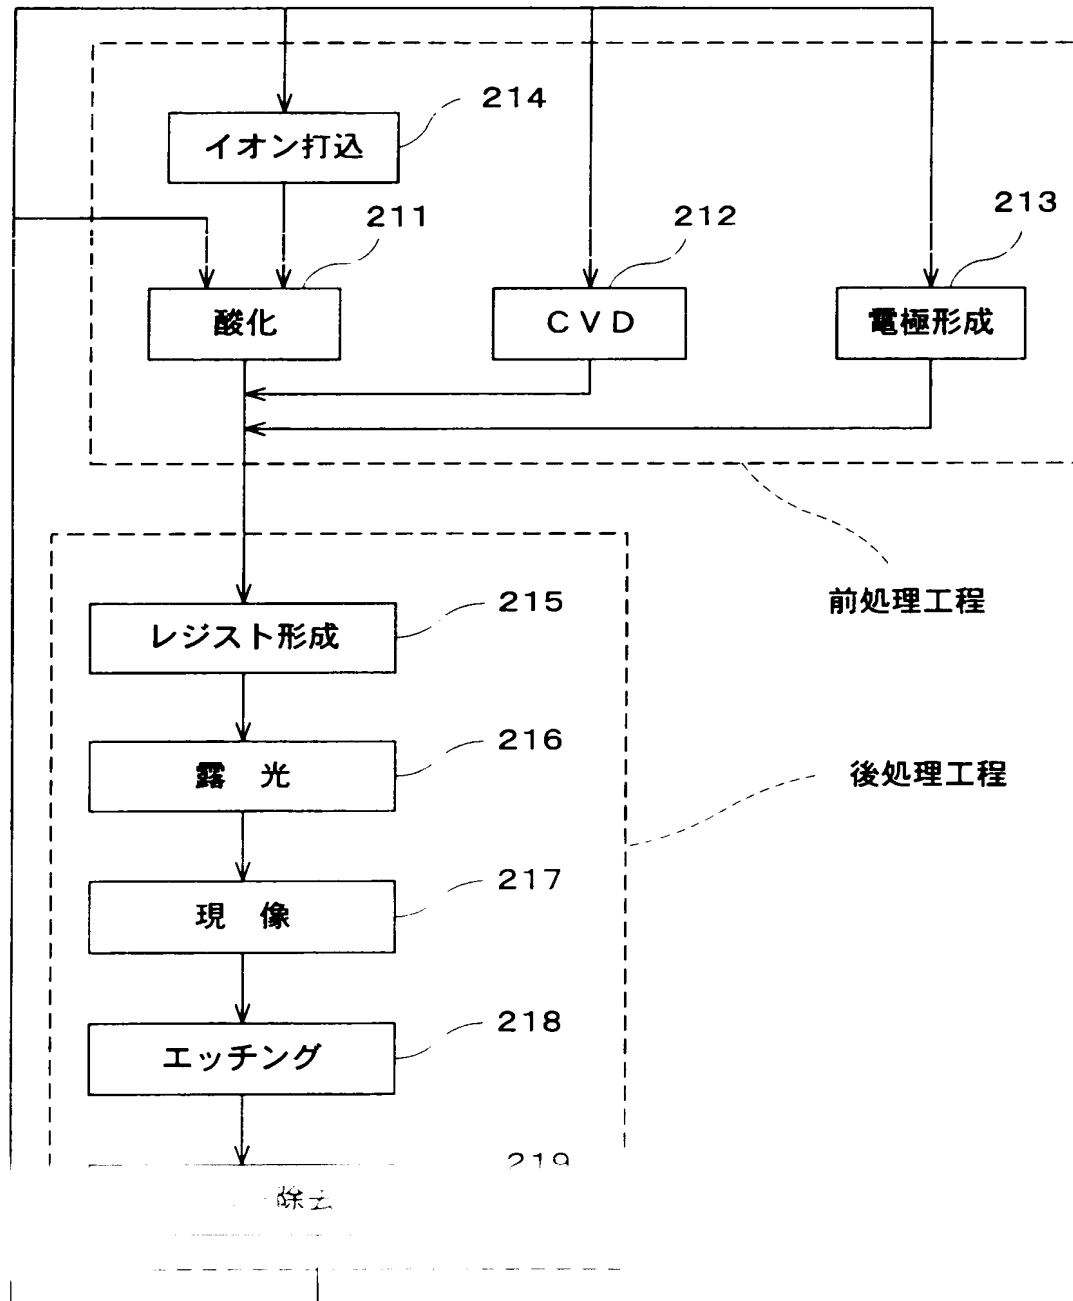 214
イオン打込
211
212
213
酸化
CVD
電極形成
215
前処理工程
レジスト形成
216
露 光
後処理工程
217
現 像
218
エッチング
219
除去